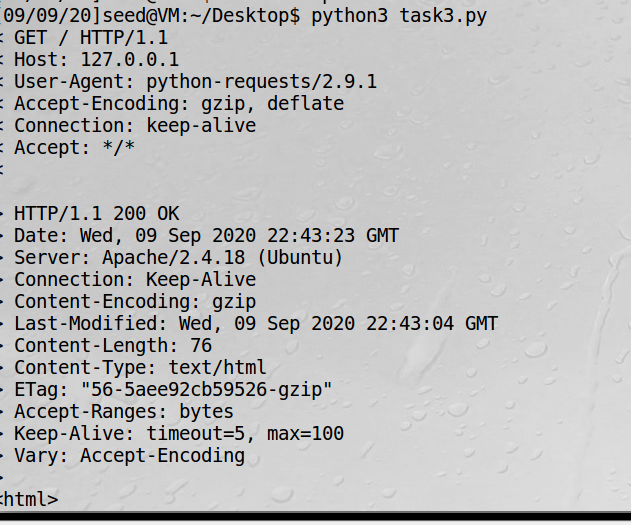 [09/09/20]seed@VM:~/Desktop$ python3 task3.py
< GET / HTTP/1.1
< Host: 127.0.0.1
< User-Agent: python-requests/2.9.1
< Accept-Encoding: gzip, deflate
< Connection: keep-alive
< Accept: */*
<
> HTTP/1.1 200 OK
> Date: Wed, 09 Sep 2020 22:43:23 GMT
> Server: Apache/2.4.18 (Ubuntu)
> Connection: Keep-Alive
> Content-Encoding: gzip
> Last-Modified: Wed, 09 Sep 2020 22:43:04 GMT
> Content-Length: 76
> Content-Type: text/html
> ETag: "56-5aee92cb59526-gzip"
> Accept-Ranges: bytes
> Keep-Alive: timeout=5, max=100
> Vary: Accept-Encoding
>
<html>